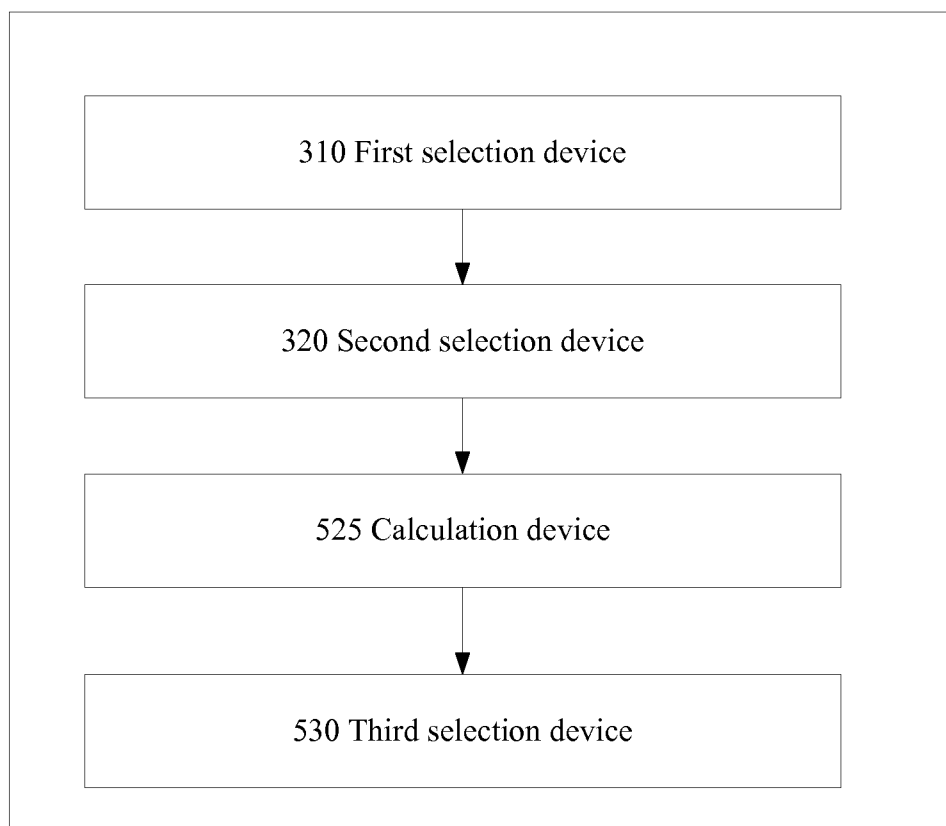 310 First selection device
320 Second selection device
525 Calculation device
530 Third selection device